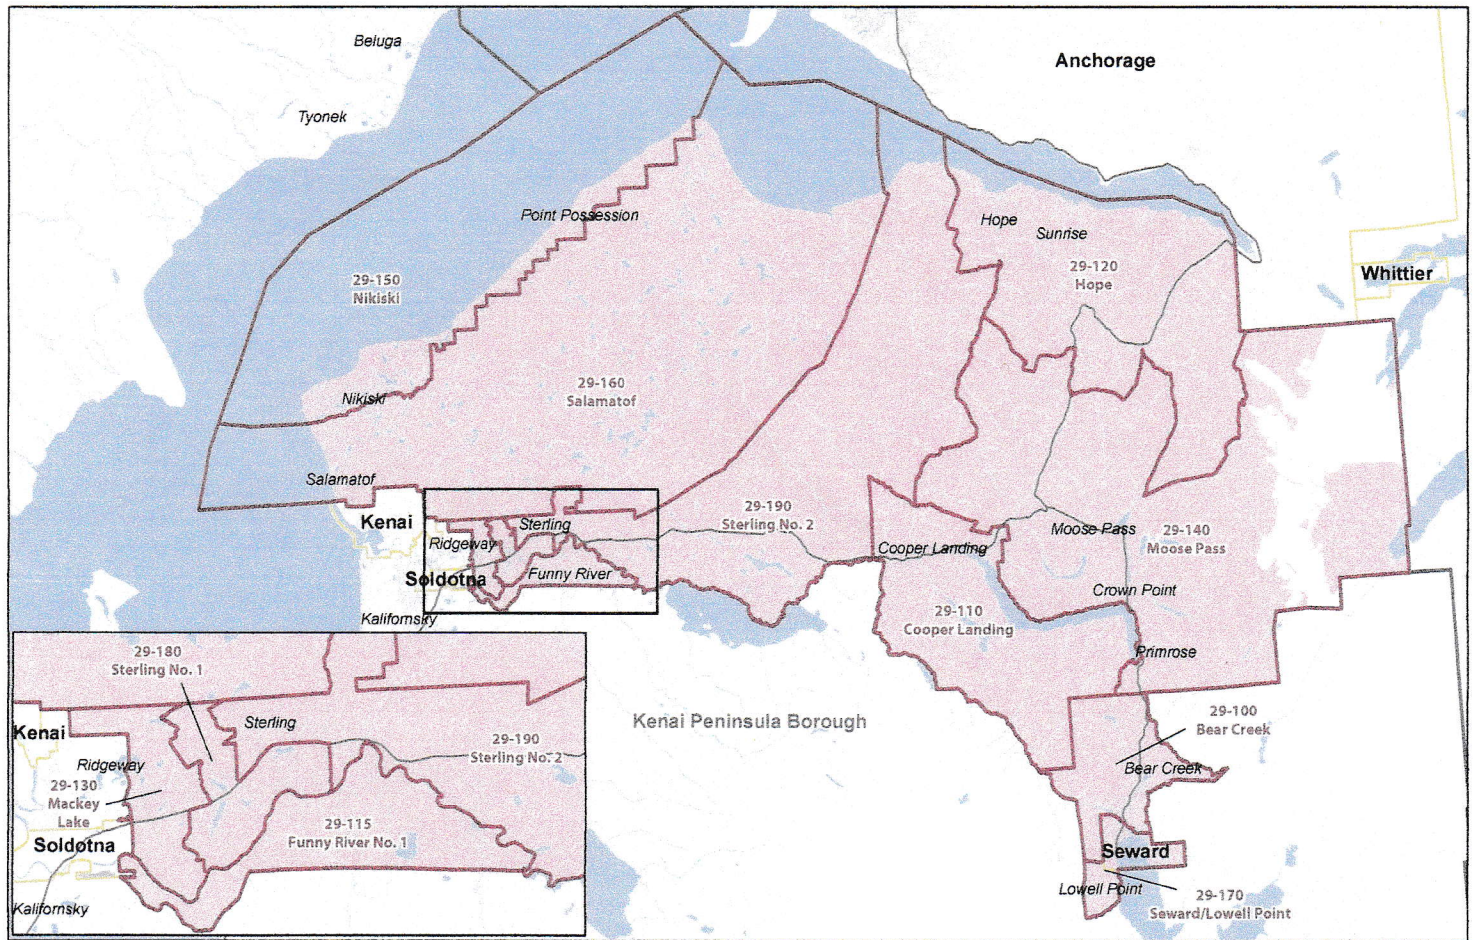 Beluga
Anchorage
Tyonek
Point Possession
Hope
Sunrise
29-120
Hope
Whittier
29-150
Nikiski
29-160
Salamatof
Nikiski
Salamatof
Kenai
Sterling
29-190
Sterling No. 2
Ridgeway
Soldotna
Funny River
Cooper Landing
Moose Pass
29-140
Moose Pass
Crown Point
29-110
Cooper Landing
Kalifornsky
Primrose
Kenai Peninsula Borough
29-100
Bear Creek
Bear Creek
Seward
Lowell Point
29-170
Seward/Lowell Point
29-180
Sterling No. 1
Sterling
Kenai
29-190
Sterling No. 2
Ridgeway
29-130
Mackey
Lake
29-115
Funny River No. 1
Soldotna
Kalifornsky